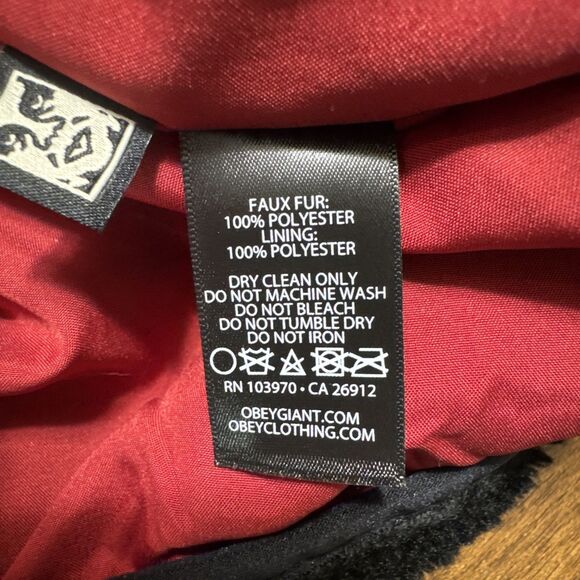 FAUX FUR:
100% POLYESTER
LINING:
100% POLYESTER
DRY CLEAN ONLY
DO NOT MACHINE WASH
DO NOT BLEACH
DO NOT TUMBLE DRY
DO NOT IRON
RN 103970 • CA 26912
OBEYGIANT.COM
OBEYCLOTHING.COM